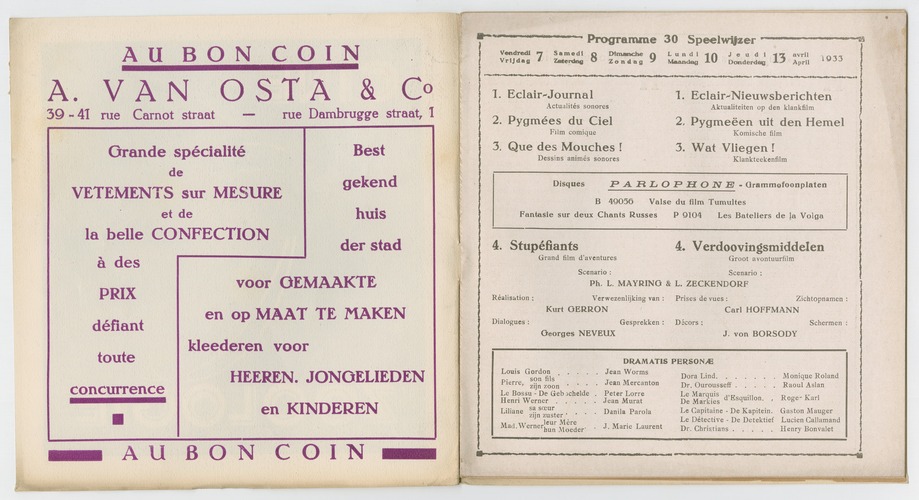 AU BON COIN
A. VAN OSTA & Co
39-41 rue Carnot straat — rue Dambrugge straat, 1
Grande spécialité
de
VETEMENTS sur MESURE
et de
la belle CONFECTION
à des
PRIX
défiant
toute
concurrence
Best
gekend
huis
der stad
voor GEMAAKTE
en op MAAT TE MAKEN
kleederen voor
HEEREN. JONGELIEDEN
en KINDEREN
AU BON COIN
Programme 30 Speelwijzer
Vendredi Vrijdag 7 Samedi Zaterdag 8 Dimanche Zondag 9 Lundi Maandag 10 Jeudi Donderdag 13 avril April 1933
1. Eclair-Journal
Actualités sonores
2. Pygmées du Ciel
Film comique
3. Que des Mouches !
Dessins animés sonores
1. Eclair-Nieuwsberichten
Aktualiteiten op den klankfilm
2. Pygmeëen uit den Hemel
Komische film
3. Wat Vliegen !
Klankteekenfilm
Disques PARLOPHONE - Grammofoonplaten
B 49056 Valse du film Tumultes
Fantasie sur deux Chants Russes P 9104 Les Bateliers de la Volga
4. Stupéfiants
Grand film d'aventures
4. Verdoovingsmiddelen
Groot avontuurfilm
Scenario : Scenario :
Ph. L. MAYRING & L. ZECKENDORF
Réalisation : Verwezenlijking van : Prises de vues : Zichtopnamen :
Kurt GERRON Carl HOFFMANN
Dialogues : Gesprekken : Décors : Schermen :
Georges NEVEUX J. von BORSODY
DRAMATIS PERSONÆ
Louis Gordon . . . . . Jean Worms
Pierre, son fils zijn zoon . . . . . Jean Mercanton
Le Bossu - De Gebochelde . Peter Lorre
Henri Werner . . . . . Jean Murat
Liliane sa sœur zijn zuster . . . . Danila Parola
Mad. Werner leur Mère hun Moeder . J. Marie Laurent
Dora Lind. . . . . . Monique Roland
Dr. Ourousseff . . . . . Raoul Aslan
Le Marquis De Markies d'Esquillon. . Roger Karl
Le Capitaine - De Kapitein. Gaston Mauger
Le Détective - De Detektief Lucien Callamand
Dr. Christians . . . . . Henry Bonvalet